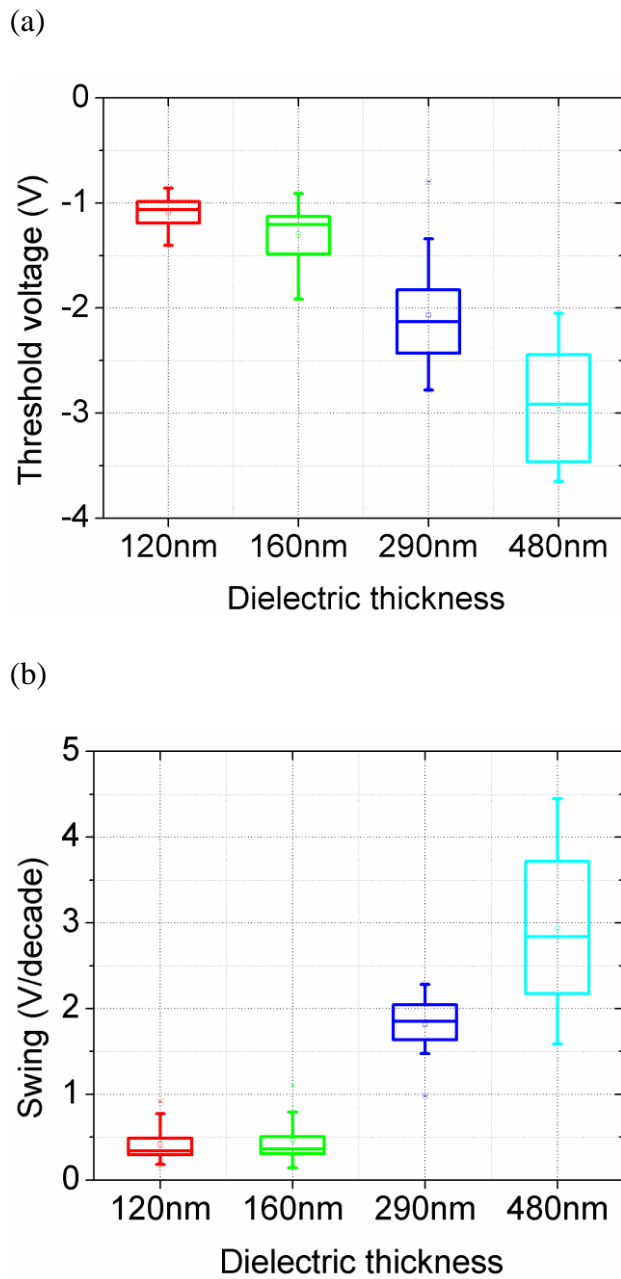 (a)
0
-1
-2
-3
-4
Threshold voltage (V)
120nm 160nm 290nm 480nm
Dielectric thickness
(b)
5
4
3
2
1
0
Swing (V/decade)
120nm 160nm 290nm 480nm
Dielectric thickness